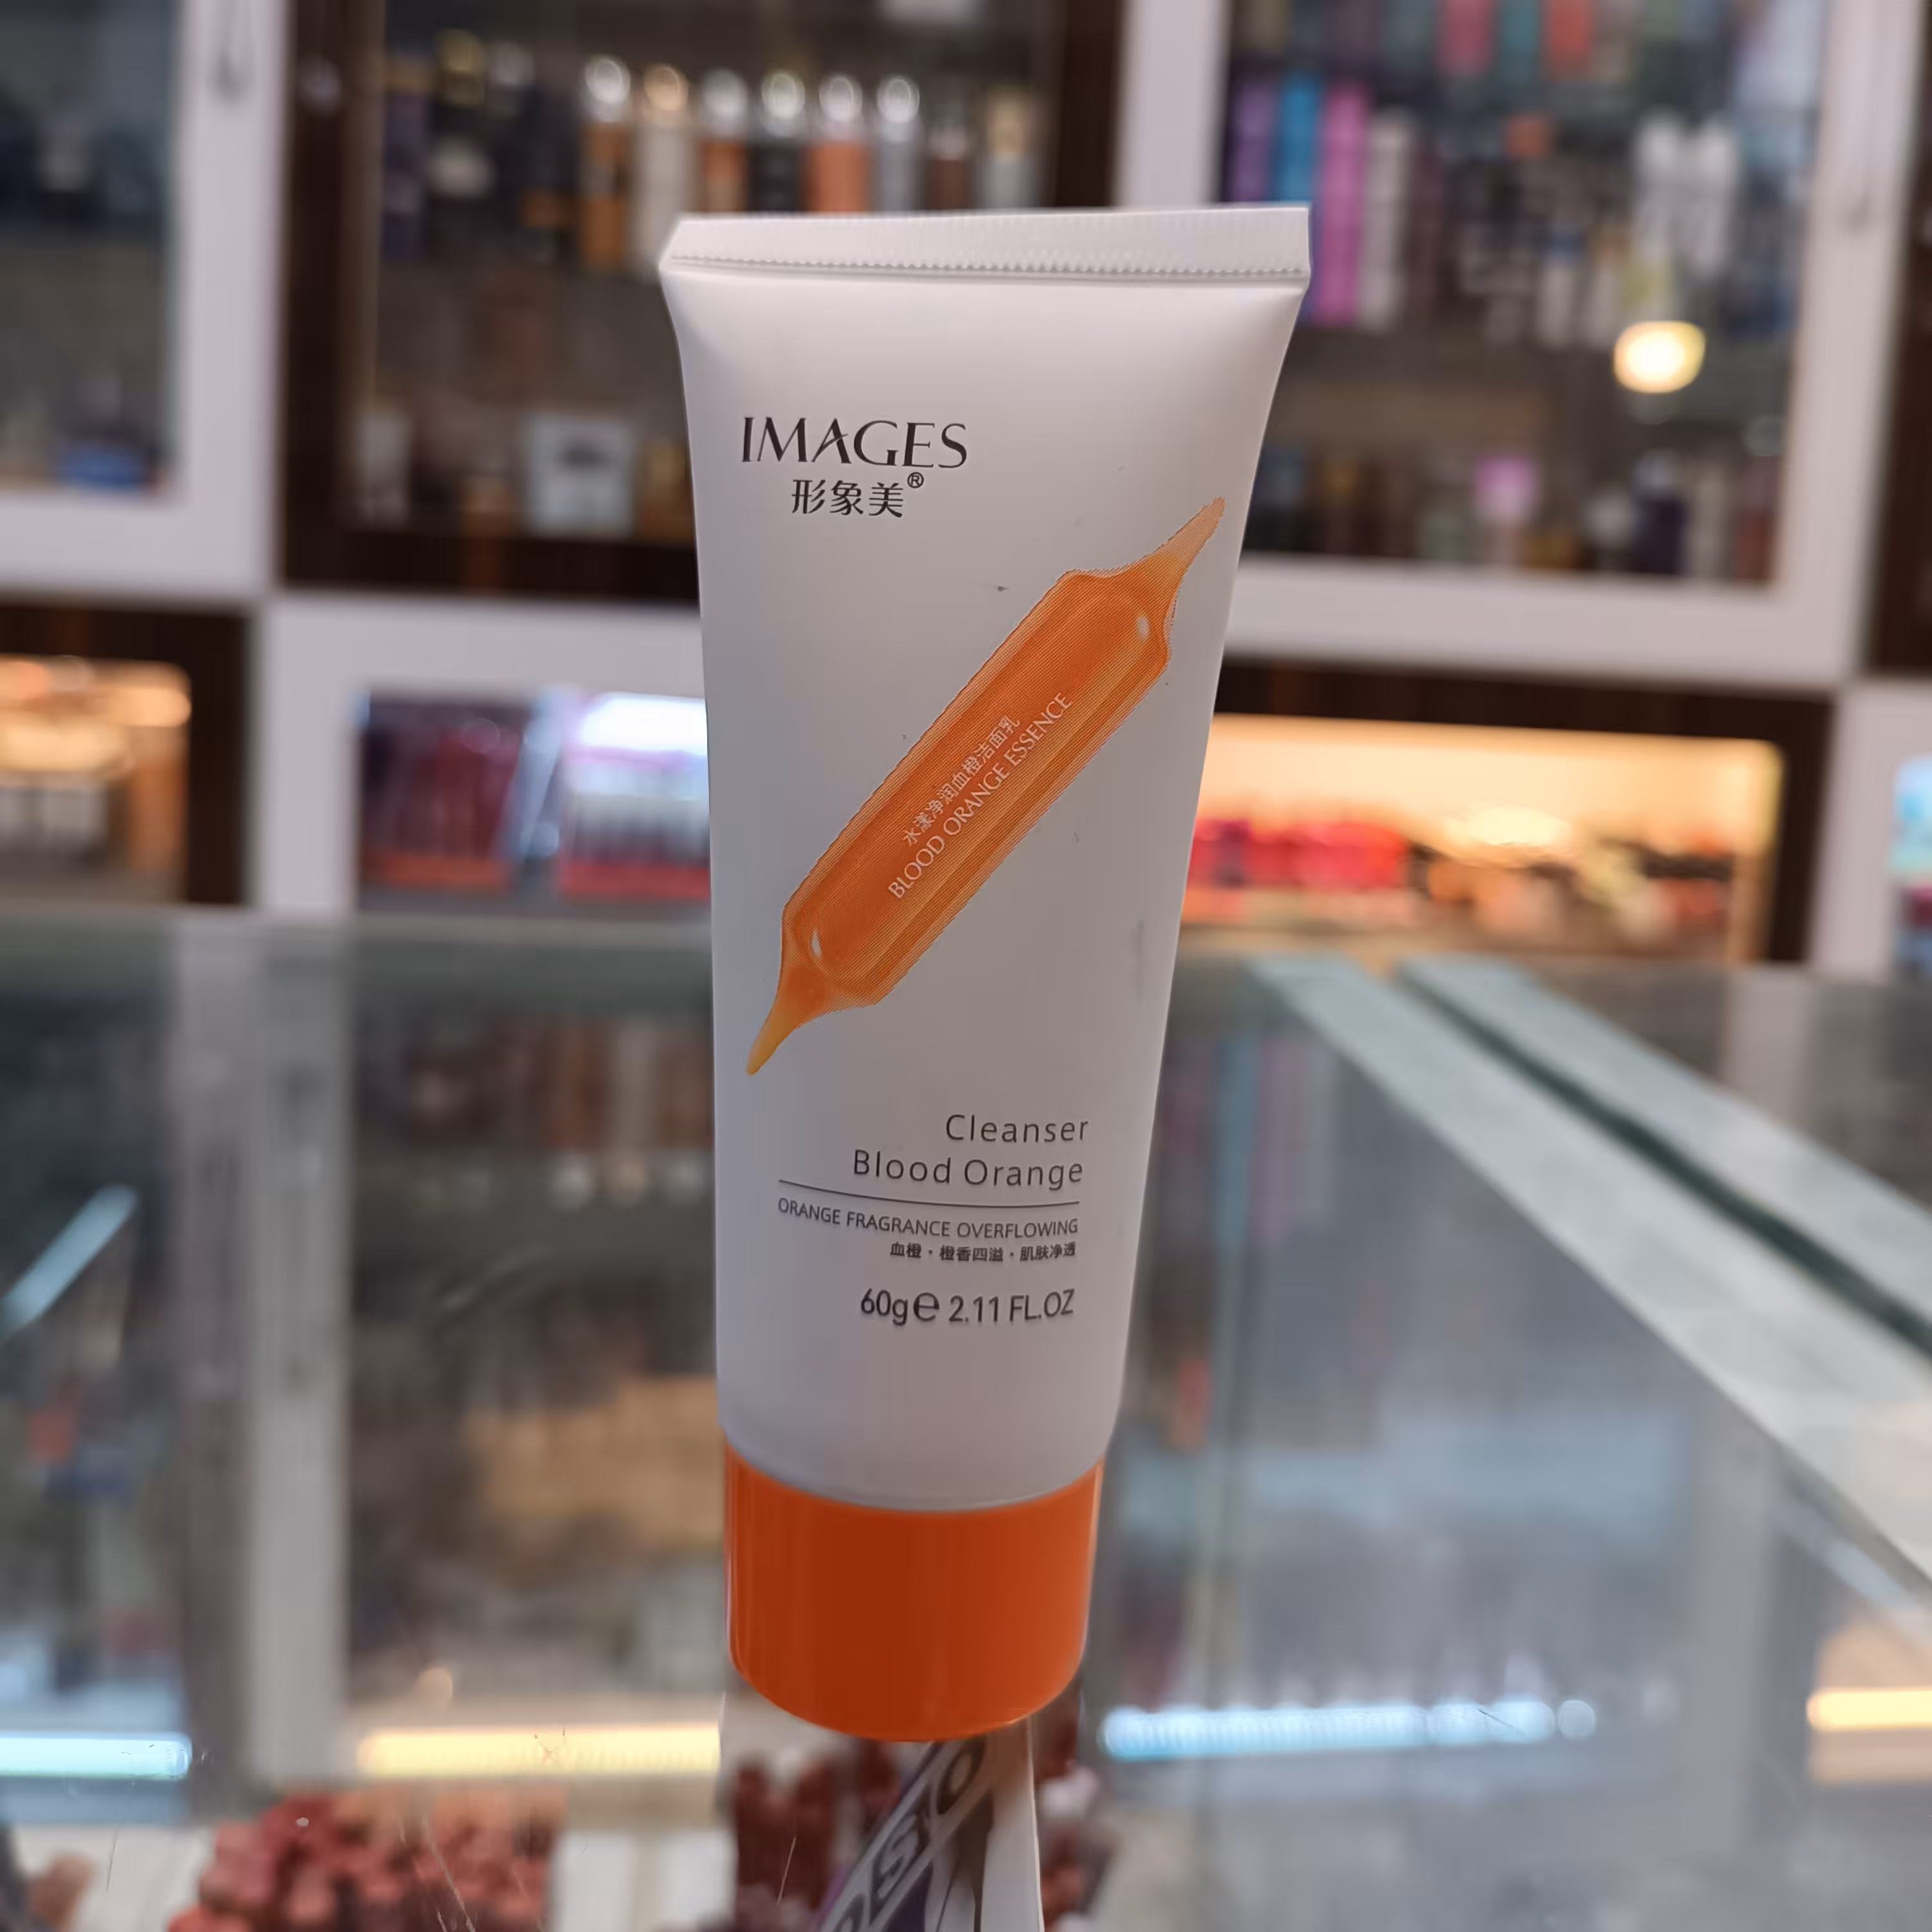 IMAGES
形象美®
水漾净润血橙洁面乳
BLOOD ORANGE ESSENCE
Cleanser
Blood Orange
ORANGE FRAGRANCE OVERFLOWING
血橙·橙香四溢·肌肤净透
60g℮ 2.11 FL.OZ